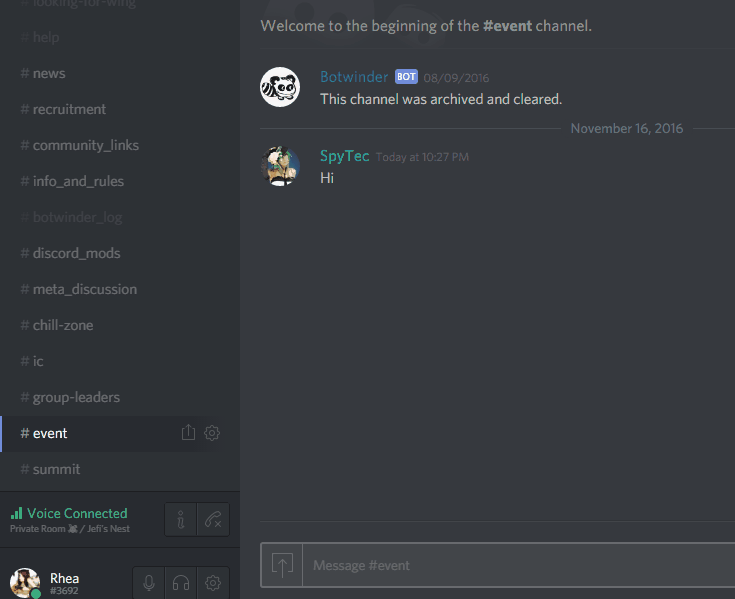 # looking-for-wing
# help
# news
# recruitment
# community_links
# info_and_rules
# botwinder_log
# discord_mods
# meta_discussion
# chill-zone
# ic
# group-leaders
# event
# summit
Voice Connected
Private Room / Jefi's Nest
Rhea
#3692
Welcome to the beginning of the #event channel.
Botwinder BOT 08/09/2016
This channel was archived and cleared.
November 16, 2016
SpyTec Today at 10:27 PM
Hi
Message #event